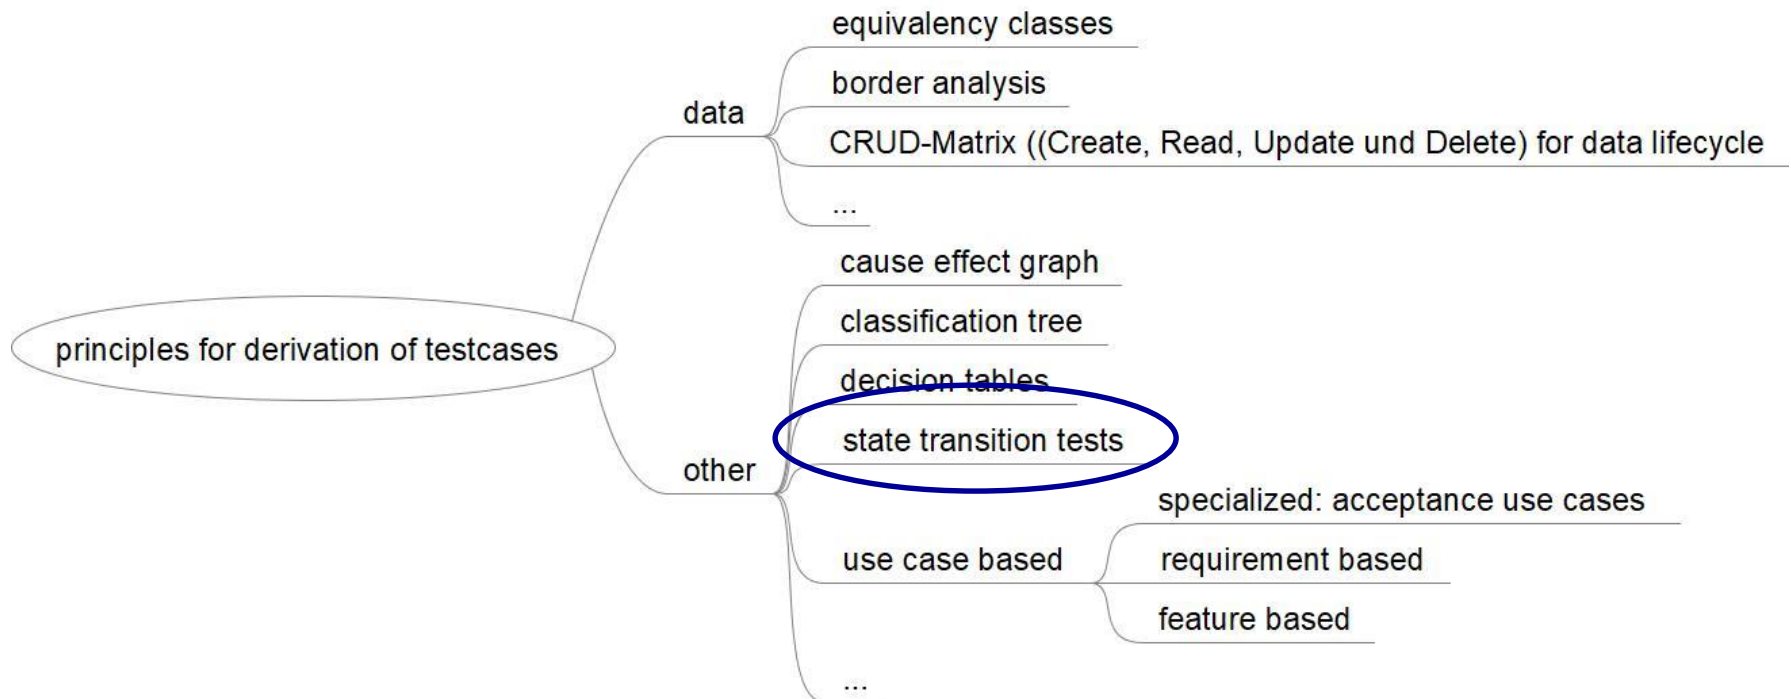 equivalency classes
border analysis
data
CRUD-Matrix ((Create, Read, Update und Delete) for data lifecycle
...
cause effect graph
classification tree
principles for derivation of testcases
decision tables
state transition tests
other
specialized: acceptance use cases
use case based
requirement based
feature based
...